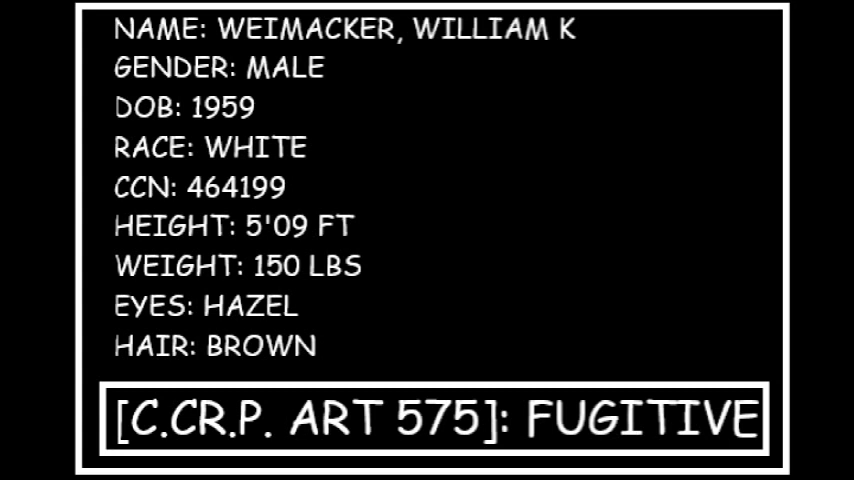 NAME: WEIMACKER, WILLIAM K
GENDER: MALE
DOB: 1959
RACE: WHITE
CCN: 464199
HEIGHT: 5'09 FT
WEIGHT: 150 LBS
EYES: HAZEL
HAIR: BROWN
[C.CR.P. ART 575]: FUGITIVE